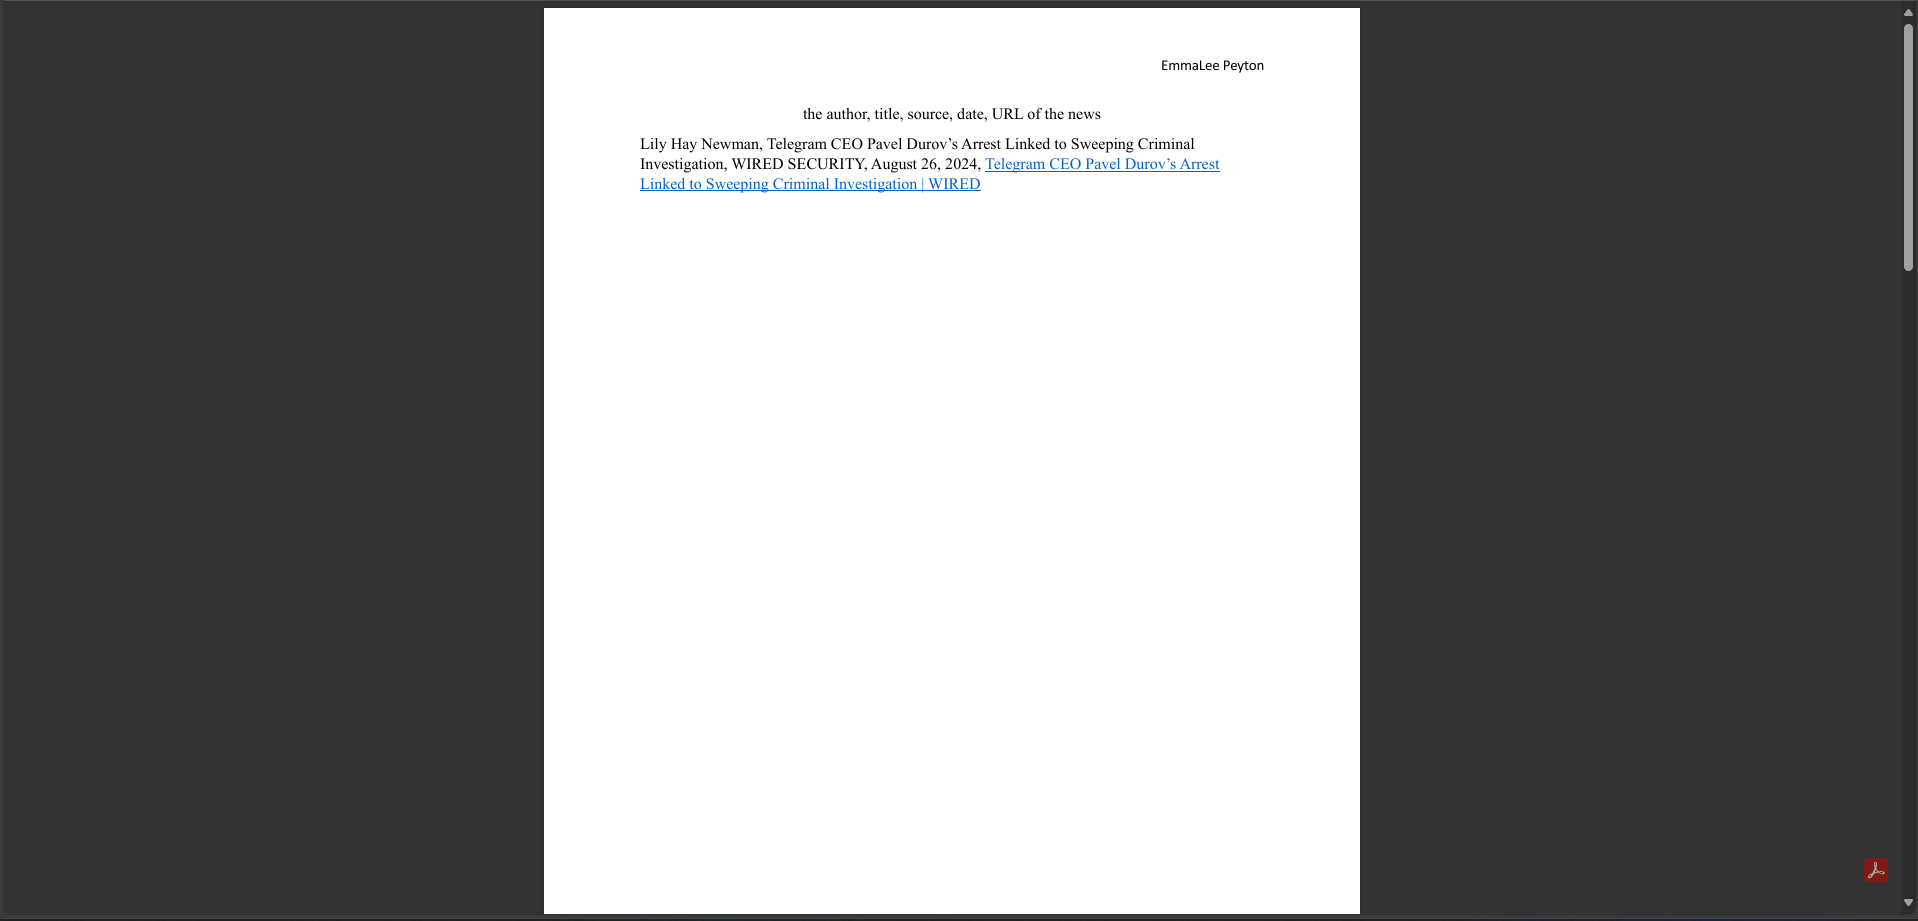 EmmaLee Peyton
the author, title, source, date, URL of the news
Lily Hay Newman, Telegram CEO Pavel Durov’s Arrest Linked to Sweeping Criminal
Investigation, WIRED SECURITY, August 26, 2024, Telegram CEO Pavel Durov’s Arrest
Linked to Sweeping Criminal Investigation | WIRED